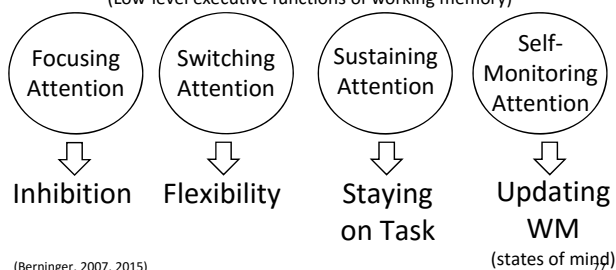 (Low-level executive functions of working memory)
Focusing
Attention
Switching
Attention
Sustaining
Attention
Self-
Monitoring
Attention
Inhibition
Flexibility
Staying
on Task
Updating
WM
(states of mind)
(Berninger, 2007, 2015)